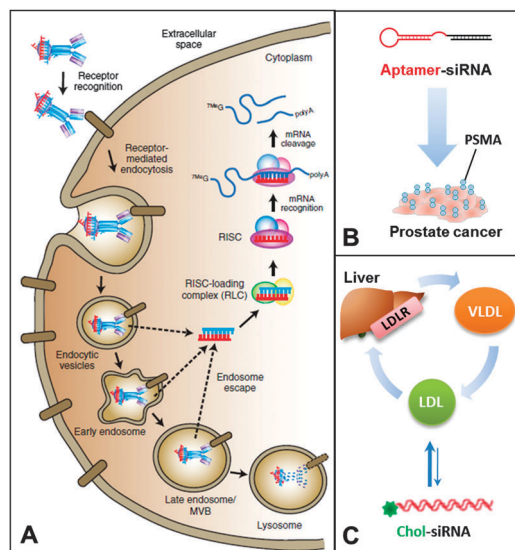 Extracellular
space
Cytoplasm
Receptor
recognition
Receptor-
mediated
endocytosis
7MeG
polyA
mRNA
cleavage
7MeG
polyA
mRNA
recognition
RISC
RISC-loading
complex (RLC)
Endocytic
vesicles
Endosome
escape
Early endosome
Late endosome/
MVB
Lysosome
A
Aptamer-siRNA
PSMA
Prostate cancer
B
Liver
LDLR
VLDL
LDL
Chol-siRNA
C